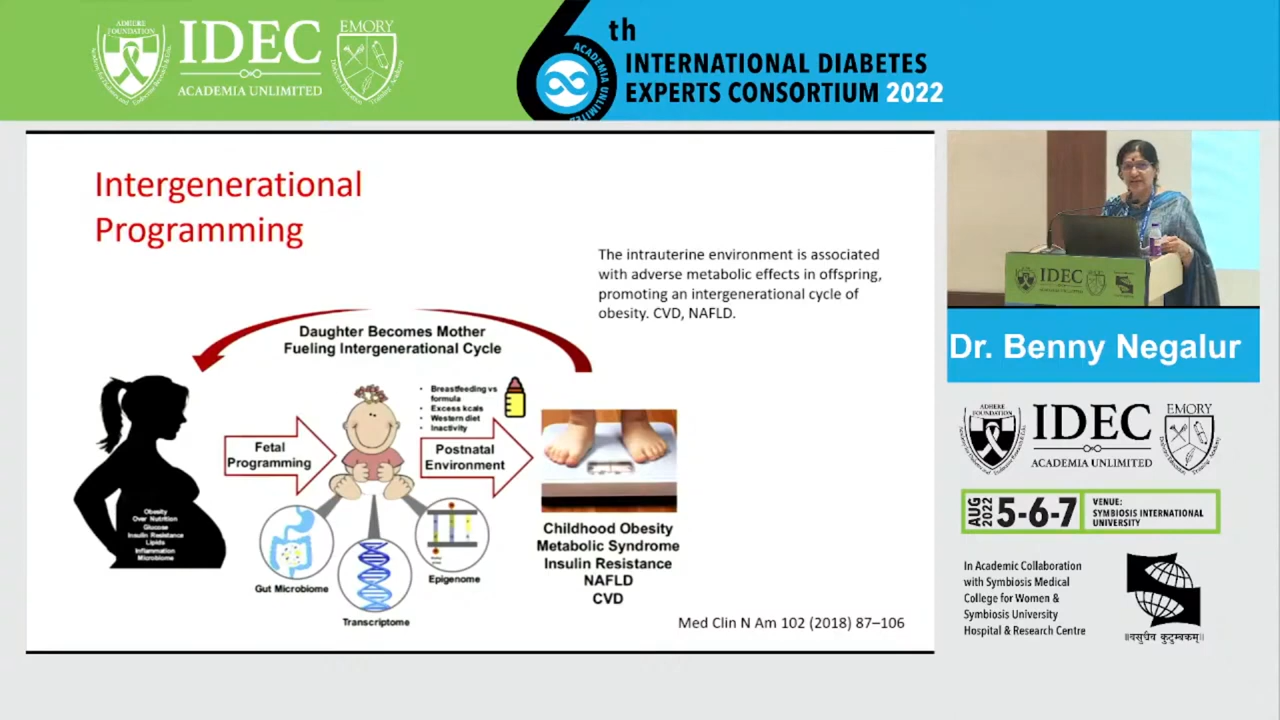 ADHERE
FOUNDATION
IDEC
ACADEMIA UNLIMITED
EMORY
6th
ACADEMIA UNLIMITED
INTERNATIONAL DIABETES
EXPERTS CONSORTIUM 2022
Intergenerational
Programming
The intrauterine environment is associated
with adverse metabolic effects in offspring,
promoting an intergenerational cycle of
obesity. CVD, NAFLD.
Daughter Becomes Mother
Fueling Intergenerational Cycle
• Breastfeeding vs
formula
• Excess kcals
• Western diet
• Inactivity
Fetal
Programming
Postnatal
Environment
Obesity
Over Nutrition
Glucose
Insulin Resistance
Lipids
Inflammation
Microbiome
Gut Microbiome
Transcriptome
Epigenome
Childhood Obesity
Metabolic Syndrome
Insulin Resistance
NAFLD
CVD
Med Clin N Am 102 (2018) 87–106
IDEC
Dr. Benny Negalur
ADHERE
FOUNDATION
IDEC
ACADEMIA UNLIMITED
EMORY
AUG
2022
5-6-7
VENUE:
SYMBIOSIS INTERNATIONAL
UNIVERSITY
In Academic Collaboration
with Symbiosis Medical
College for Women &
Symbiosis University
Hospital & Research Centre
॥वसुधैव कुटुम्बकम्॥